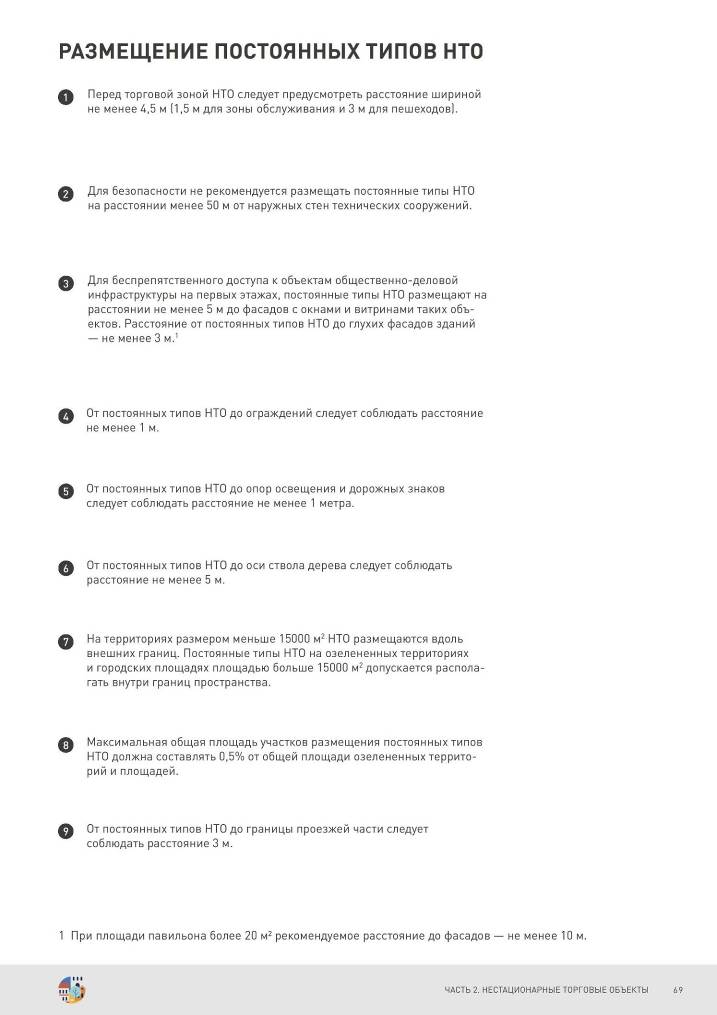 РАЗМЕЩЕНИЕ ПОСТОЯННЫХ ТИПОВ НТО
1 Перед торговой зоной НТО следует предусмотреть расстояние шириной
не менее 4,5 м (1,5 м для зоны обслуживания и 3 м для пешеходов).
2 Для безопасности не рекомендуется размещать постоянные типы НТО
на расстоянии менее 50 м от наружных стен технических сооружений.
3 Для беспрепятственного доступа к объектам общественно-деловой
инфраструктуры на первых этажах, постоянные типы НТО размещают на
расстоянии не менее 5 м до фасадов с окнами и витринами таких объ-
ектов. Расстояние от постоянных типов НТО до глухих фасадов зданий
— не менее 3 м.¹
4 От постоянных типов НТО до ограждений следует соблюдать расстояние
не менее 1 м.
5 От постоянных типов НТО до опор освещения и дорожных знаков
следует соблюдать расстояние не менее 1 метра.
6 От постоянных типов НТО до оси ствола дерева следует соблюдать
расстояние не менее 5 м.
7 На территориях размером меньше 15000 м² НТО размещаются вдоль
внешних границ. Постоянные типы НТО на озелененных территориях
и городских площадях площадью больше 15000 м² допускается распола-
гать внутри границ пространства.
8 Максимальная общая площадь участков размещения постоянных типов
НТО должна составлять 0,5% от общей площади озелененных террито-
рий и площадей.
9 От постоянных типов НТО до границы проезжей части следует
соблюдать расстояние 3 м.
1 При площади павильона более 20 м² рекомендуемое расстояние до фасадов — не менее 10 м.
ЧАСТЬ 2. НЕСТАЦИОНАРНЫЕ ТОРГОВЫЕ ОБЪЕКТЫ 69